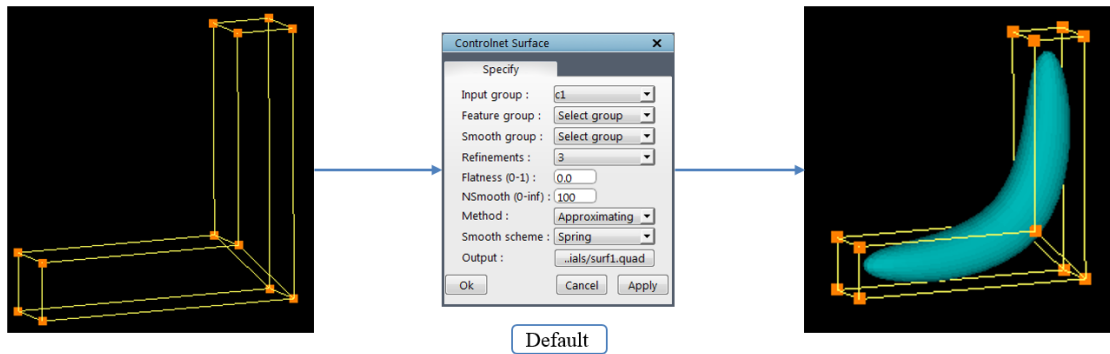 Controlnet Surface X
Specify
Input group : c1
Feature group : Select group
Smooth group : Select group
Refinements : 3
Flatness (0-1) : 0.0
NSmooth (0-inf) : 100
Method : Approximating
Smooth scheme : Spring
Output : ..ials/surf1.quad
Ok Cancel Apply
Default